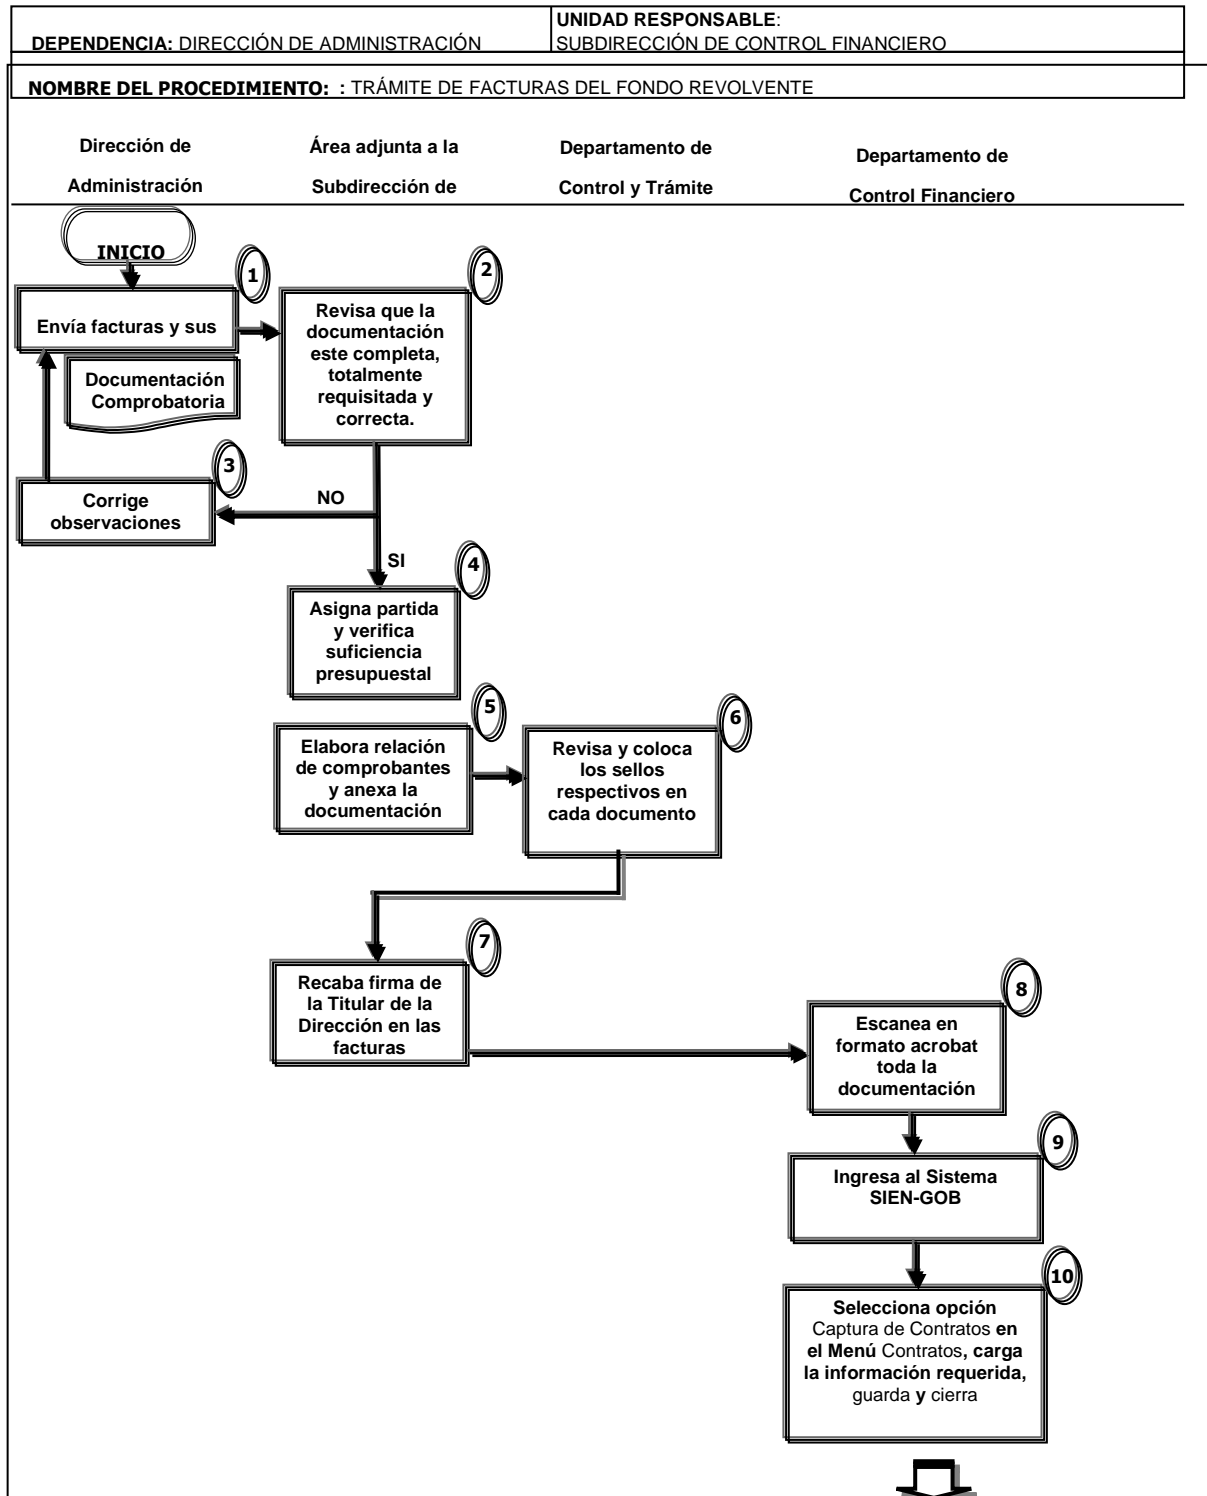 UNIDAD RESPONSABLE:
DEPENDENCIA: DIRECCIÓN DE ADMINISTRACIÓN
SUBDIRECCIÓN DE CONTROL FINANCIERO
NOMBRE DEL PROCEDIMIENTO: : TRÁMITE DE FACTURAS DEL FONDO REVOLVENTE
Dirección de
Administración
Área adjunta a la
Subdirección de
Departamento de
Control y Trámite
Departamento de
Control Financiero
INICIO
1
Envía facturas y sus
Documentación
Comprobatoria
2
Revisa que la
documentación
este completa,
totalmente
requisitada y
correcta.
3
Corrige
observaciones
NO
SI
4
Asigna partida
y verifica
suficiencia
presupuestal
5
Elabora relación
de comprobantes
y anexa la
documentación
6
Revisa y coloca
los sellos
respectivos en
cada documento
7
Recaba firma de
la Titular de la
Dirección en las
facturas
8
Escanea en
formato acrobat
toda la
documentación
9
Ingresa al Sistema
SIEN-GOB
10
Selecciona opción
Captura de Contratos en
el Menú Contratos, carga
la información requerida,
guarda y cierra